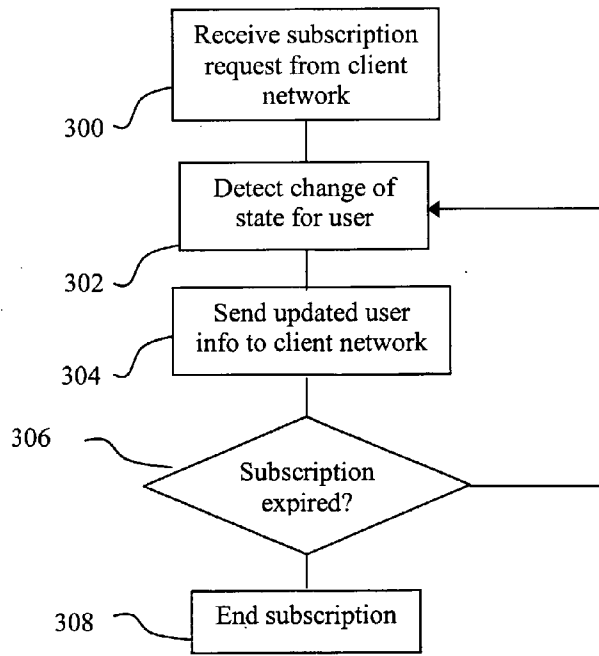 Receive subscription
request from client
network
300
Detect change of
state for user
302
Send updated user
info to client network
304
306
Subscription
expired?
End subscription
308